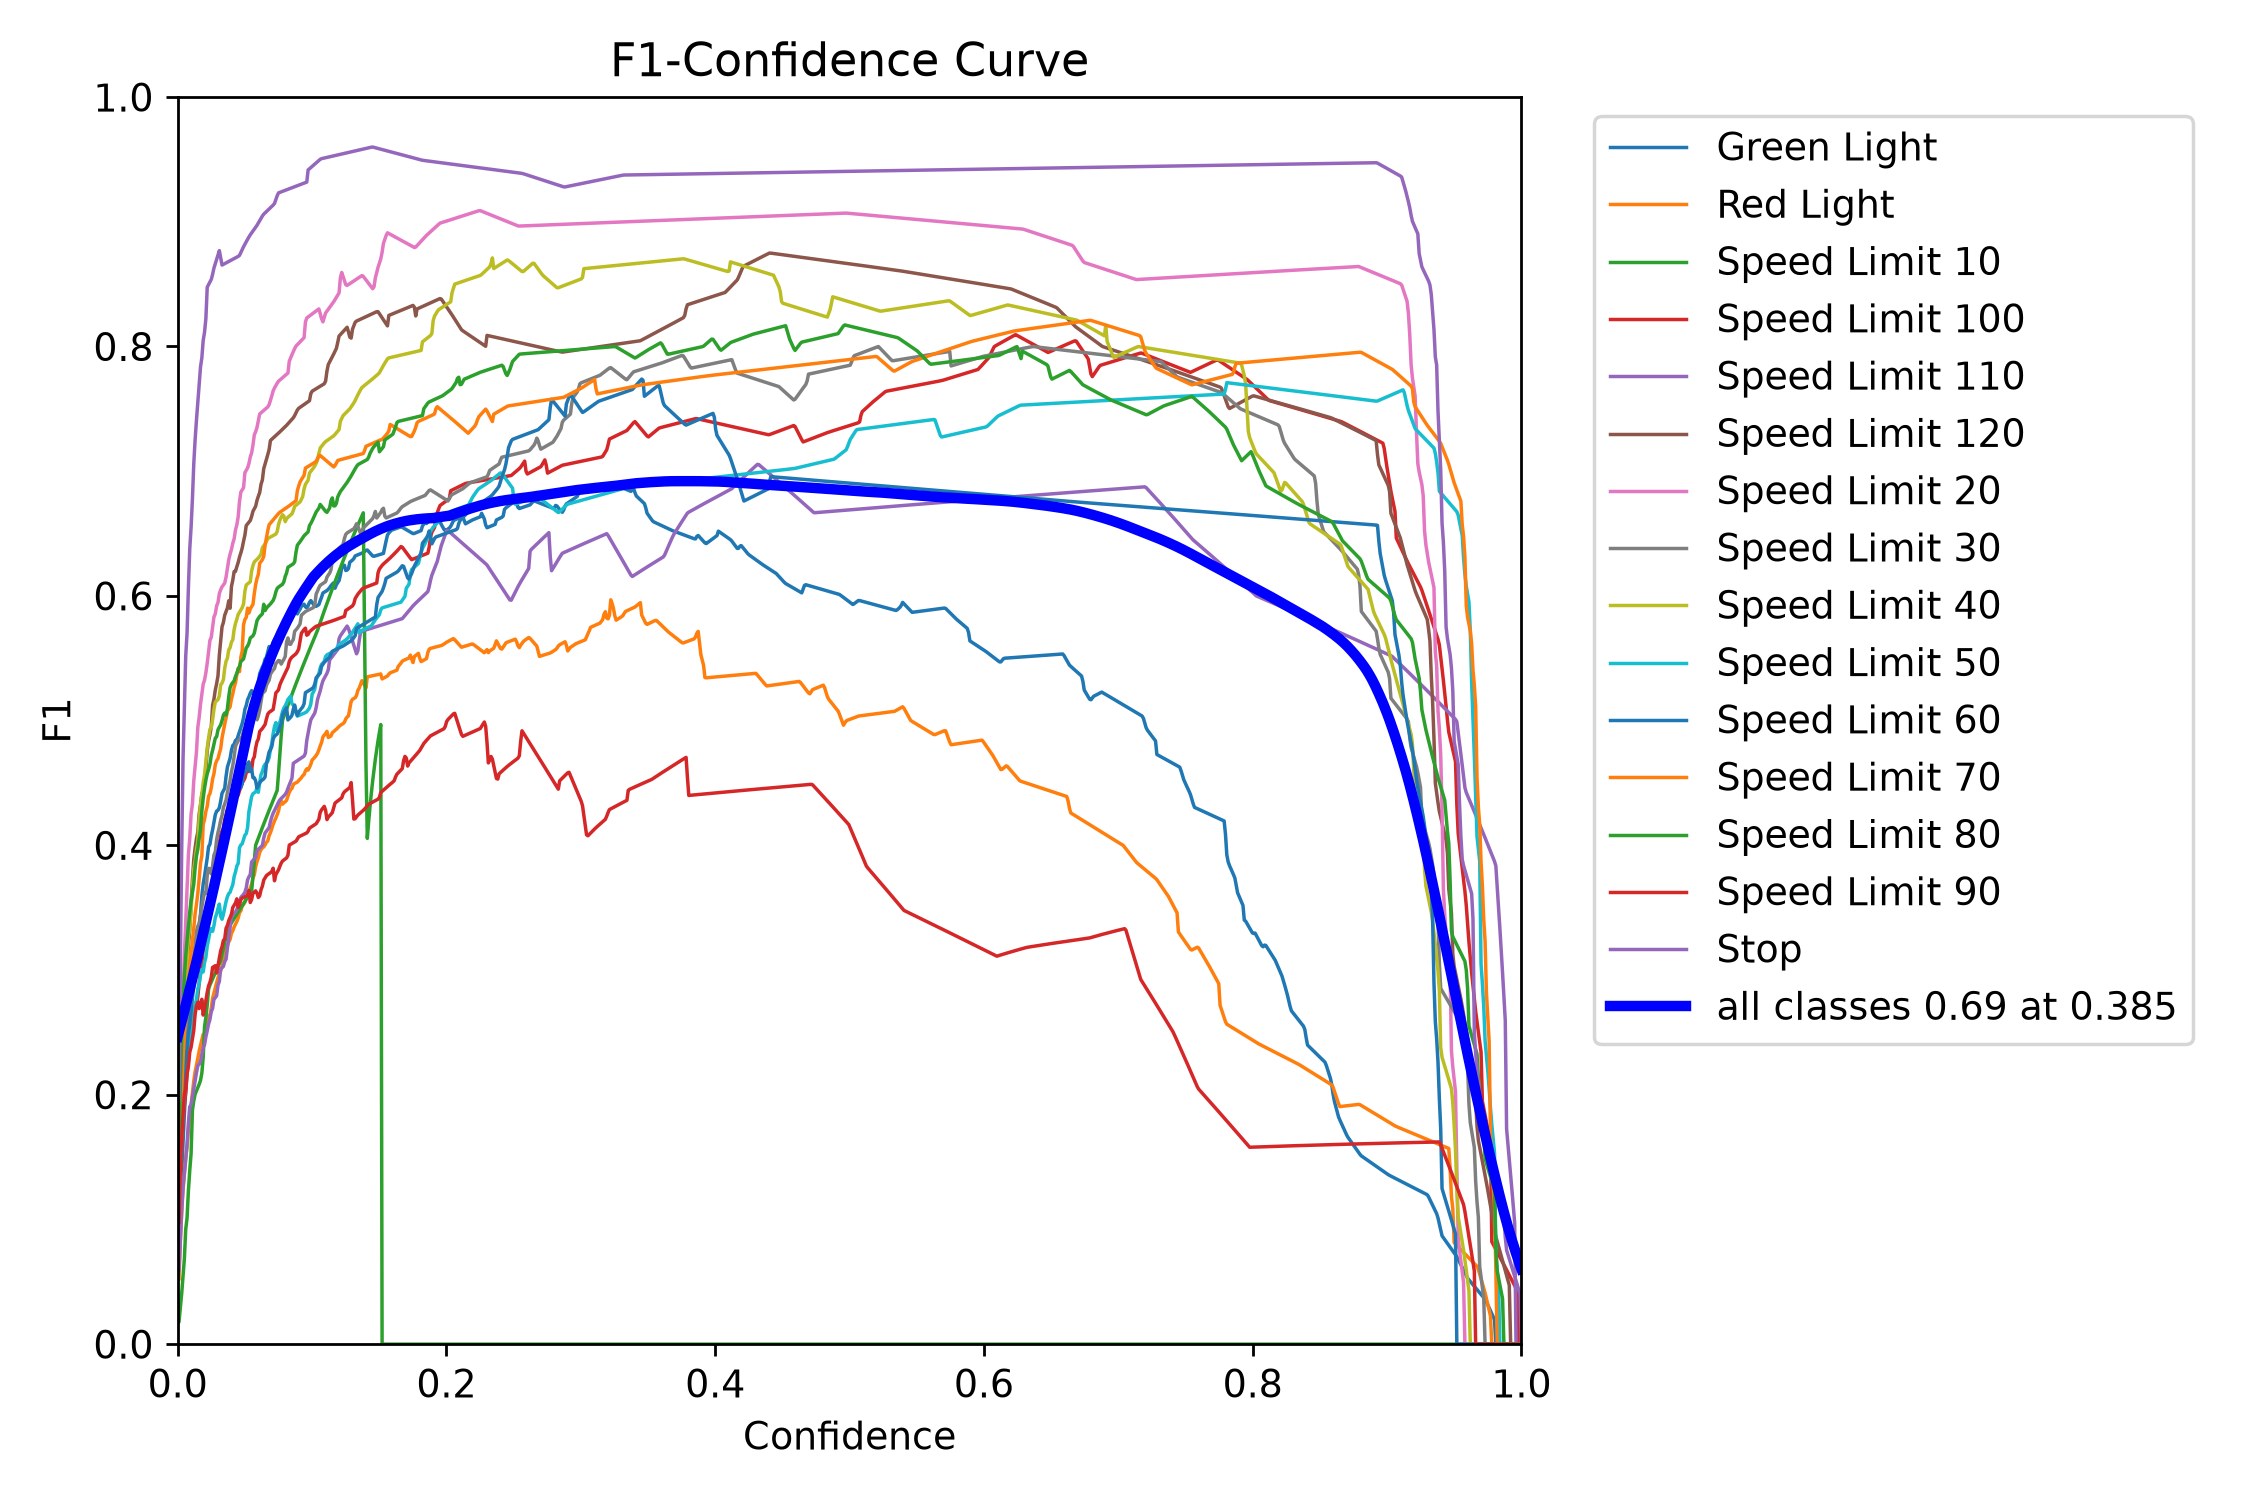 F1-Confidence Curve
1.0
0.8
0.6
0.4
0.2
0.0
F1
0.0 0.2 0.4 0.6 0.8 1.0
Confidence
Green Light
Red Light
Speed Limit 10
Speed Limit 100
Speed Limit 110
Speed Limit 120
Speed Limit 20
Speed Limit 30
Speed Limit 40
Speed Limit 50
Speed Limit 60
Speed Limit 70
Speed Limit 80
Speed Limit 90
Stop
all classes 0.69 at 0.385